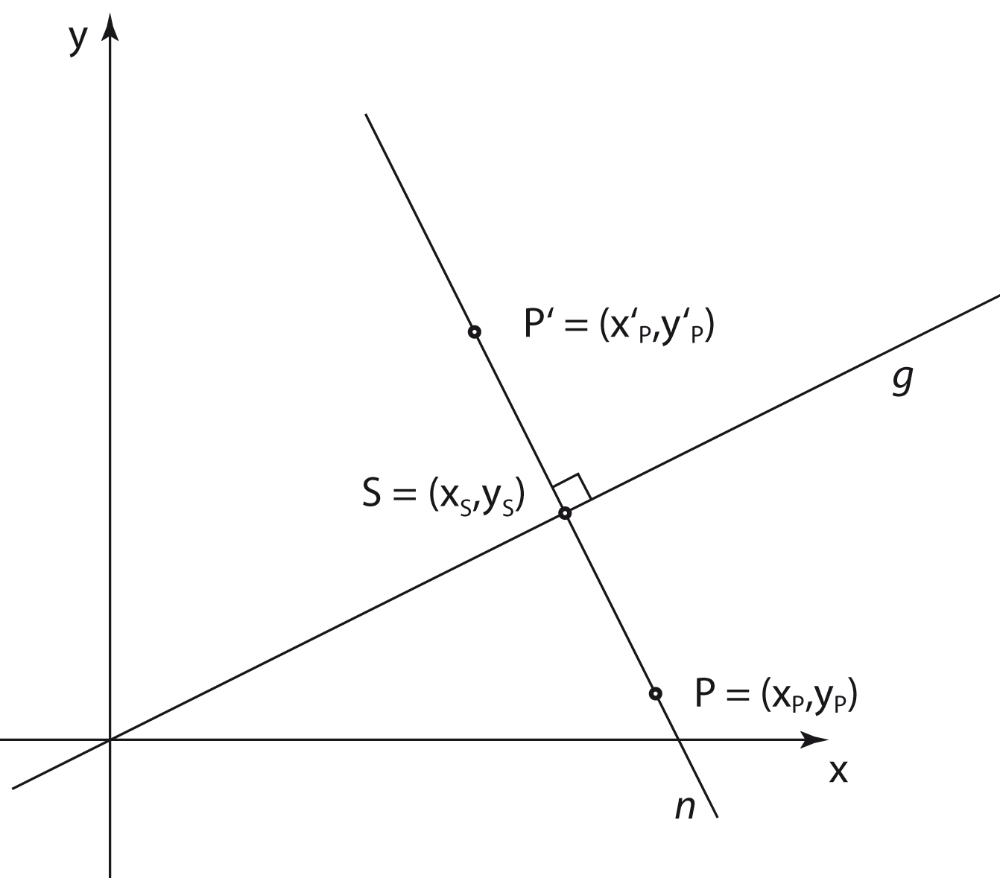 y
P‘ = (x‘P,y‘P)
g
S = (xS,yS)
P = (xP,yP)
x
n